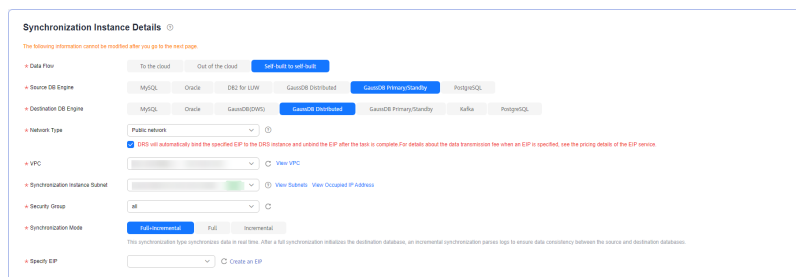 Synchronization Instance Details
The following information cannot be modified after you go to the next page.
* Data Flow To the cloud Out of the cloud Self-built to self-built
* Source DB Engine MySQL Oracle DB2 for LUW GaussDB Distributed GaussDB Primary/Standby PostgreSQL
* Destination DB Engine MySQL Oracle GaussDB(DWS) GaussDB Distributed GaussDB Primary/Standby Kafka PostgreSQL
* Network Type Public network
DRS will automatically bind the specified EIP to the DRS instance and unbind the EIP after the task is complete.For details about the data transmission fee when an EIP is specified, see the pricing details of the EIP service.
* VPC View VPC
* Synchronization Instance Subnet View Subnets View Occupied IP Address
* Security Group all
* Synchronization Mode Full+Incremental Full Incremental
This synchronization type synchronizes data in real time. After a full synchronization initializes the destination database, an incremental synchronization parses logs to ensure data consistency between the source and destination databases.
* Specify EIP Create an EIP